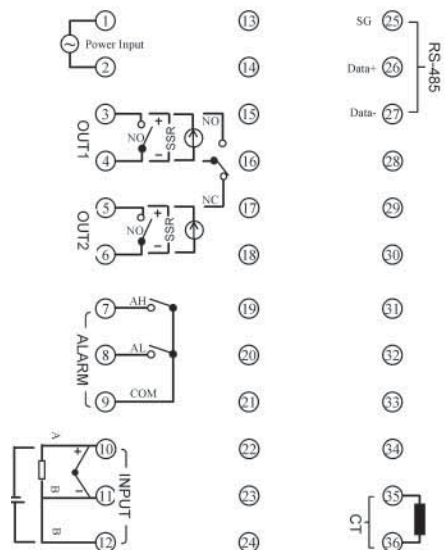 1
Power Input
2
13
14
SG 25
Data+ 26
Data- 27
RS-485
3
4
OUT1
NO
+
−
SSR
NO
NC
15
16
17
18
28
29
30
5
6
OUT2
NO
+
−
SSR
7 AH
8 AL
9 COM
ALARM
19
20
21
31
32
33
A
B
B
10
11
12
+
−
INPUT
22
23
24
34
35
36
CT